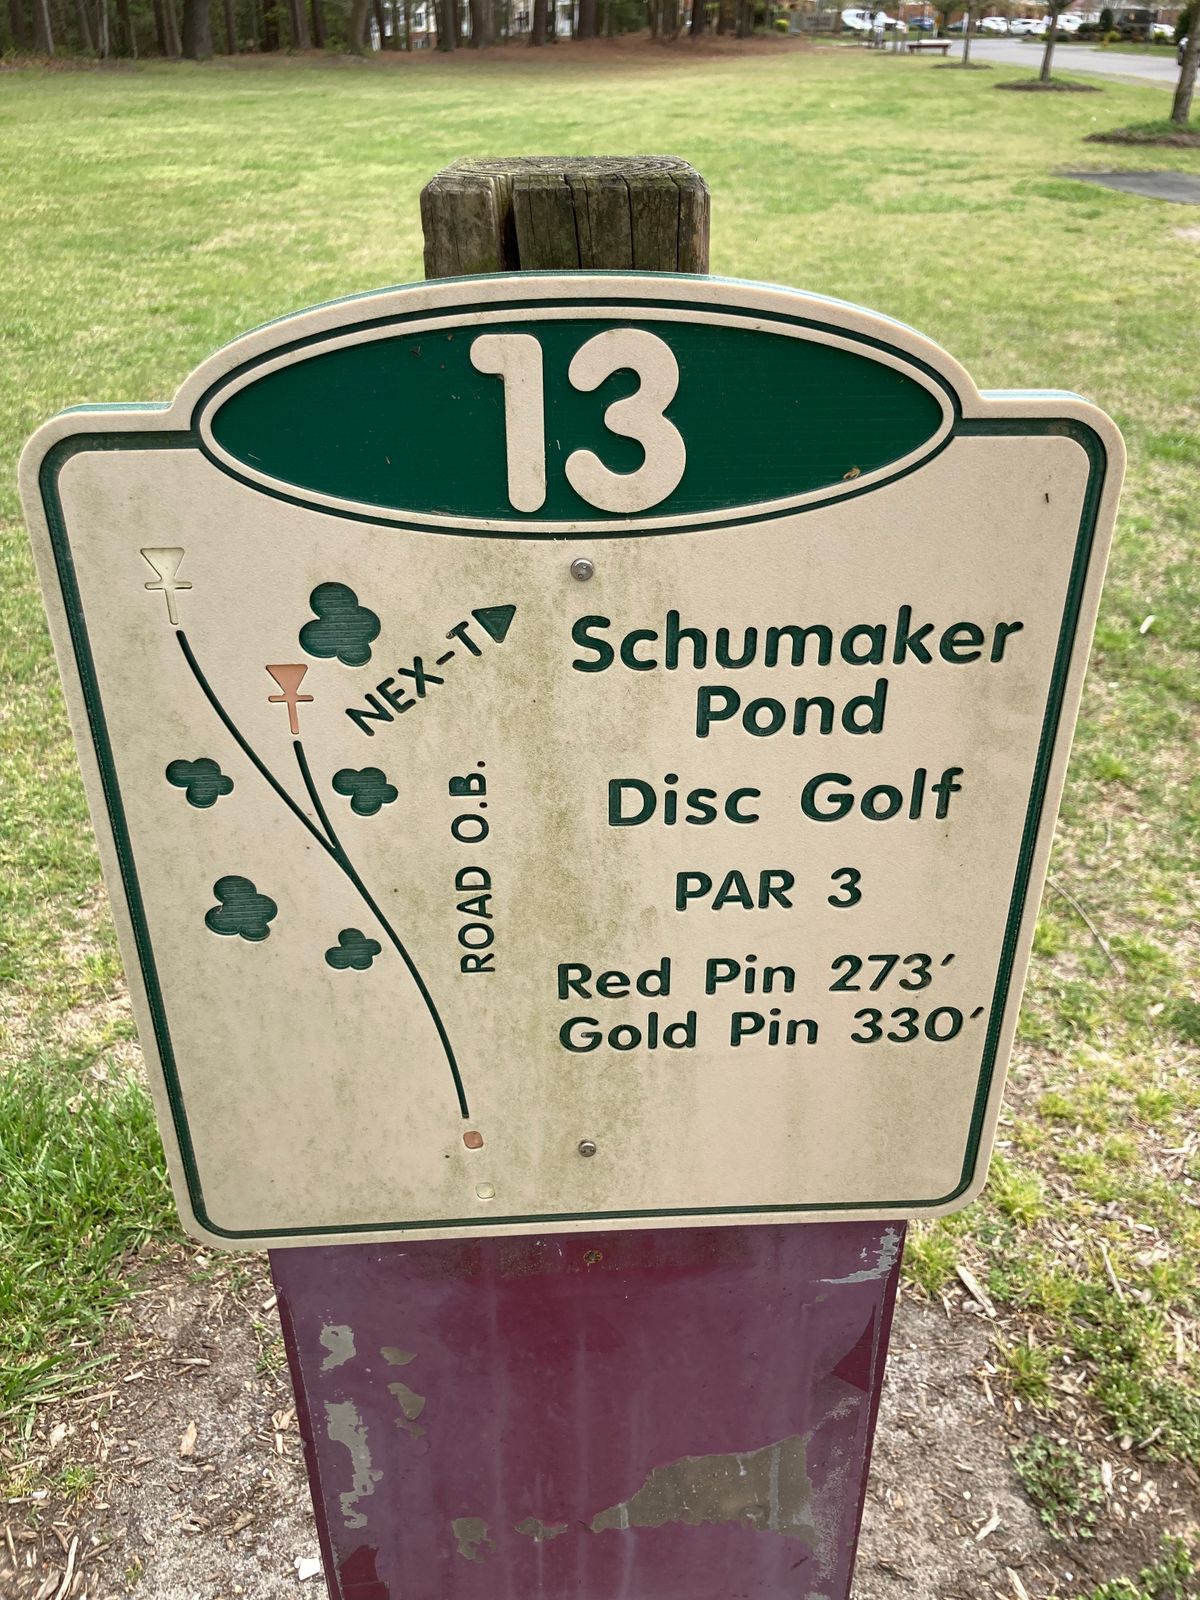 13
NEX-T
ROAD O.B.
Schumaker
Pond
Disc Golf
PAR 3
Red Pin 273′
Gold Pin 330′